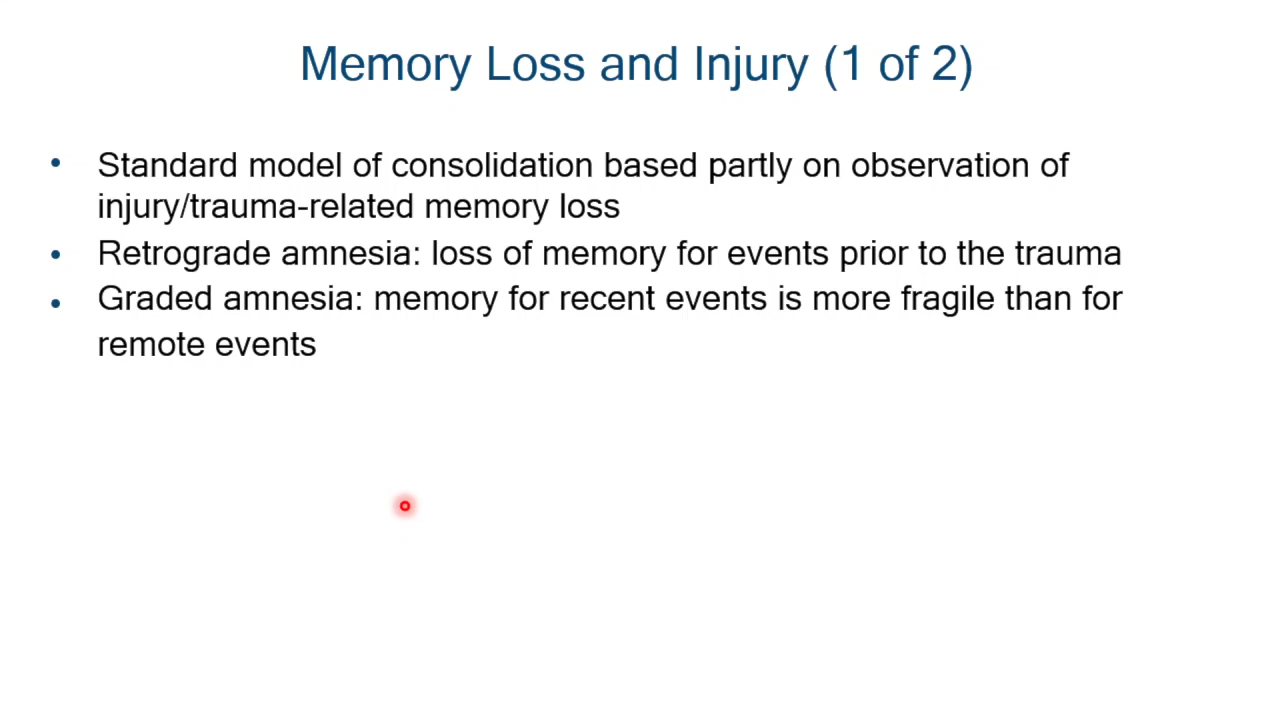 Memory Loss and Injury (1 of 2)
• Standard model of consolidation based partly on observation of
injury/trauma-related memory loss
• Retrograde amnesia: loss of memory for events prior to the trauma
• Graded amnesia: memory for recent events is more fragile than for
remote events